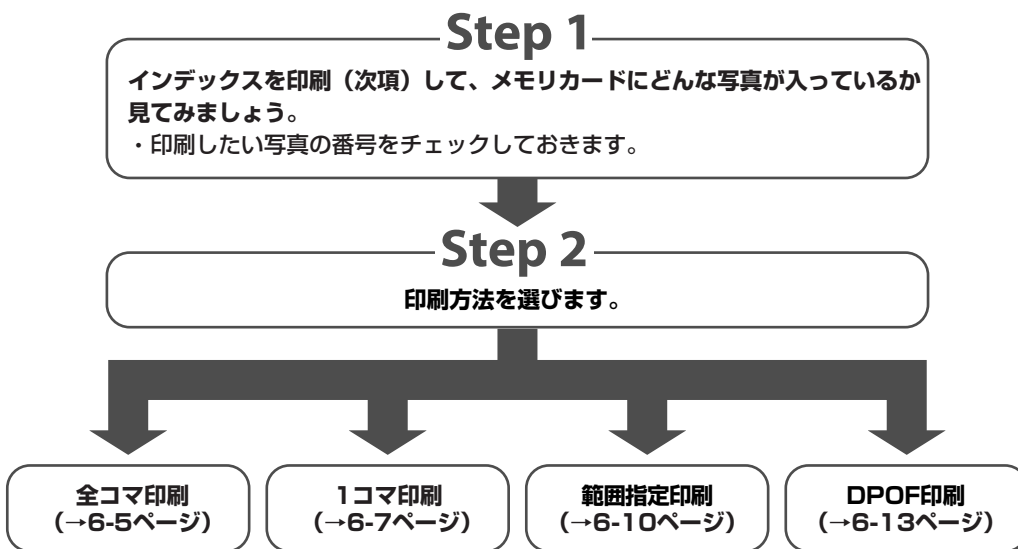 Step 1
インデックスを印刷（次項）して、メモリカードにどんな写真が入っているか
見てみましょう。
・印刷したい写真の番号をチェックしておきます。
Step 2
印刷方法を選びます。
全コマ印刷
（→6-5ページ）
1コマ印刷
（→6-7ページ）
範囲指定印刷
（→6-10ページ）
DPOF印刷
（→6-13ページ）